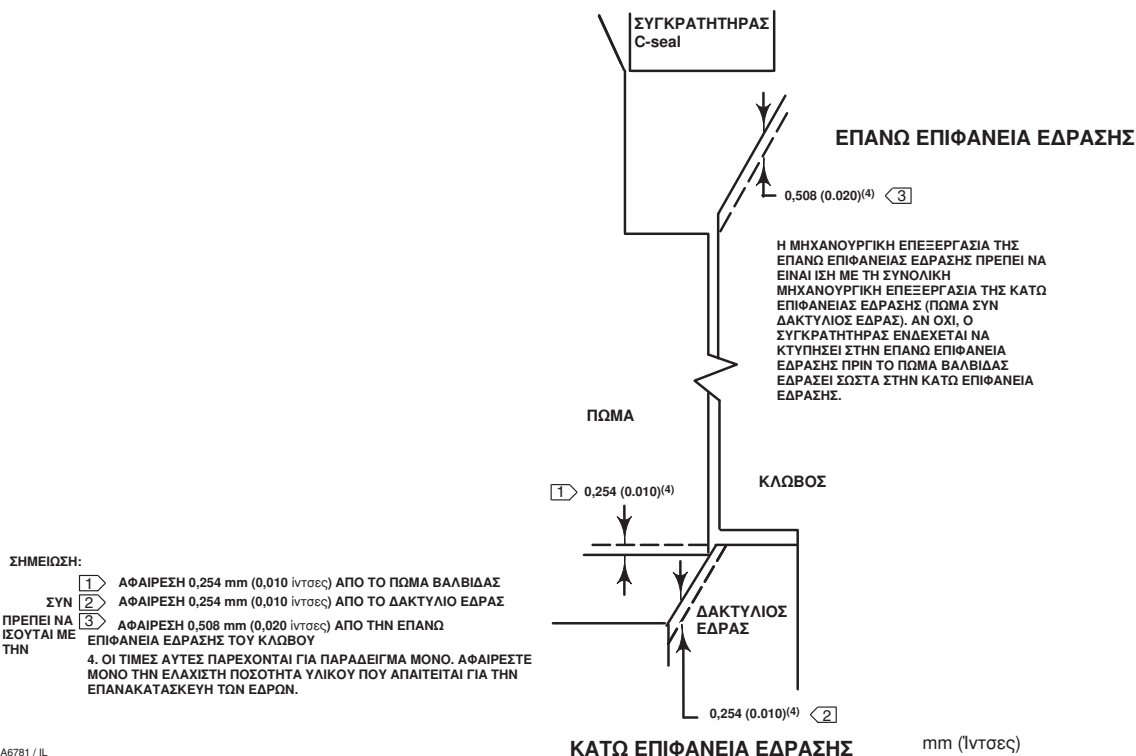 ΣΥΓΚΡΑΤΗΤΗΡΑΣ
C-seal
ΕΠΑΝΩ ΕΠΙΦΑΝΕΙΑ ΕΔΡΑΣΗΣ
0,508 (0.020)(4) 3
Η ΜΗΧΑΝΟΥΡΓΙΚΗ ΕΠΕΞΕΡΓΑΣΙΑ ΤΗΣ
ΕΠΑΝΩ ΕΠΙΦΑΝΕΙΑΣ ΕΔΡΑΣΗΣ ΠΡΕΠΕΙ ΝΑ
ΕΙΝΑΙ ΙΣΗ ΜΕ ΤΗ ΣΥΝΟΛΙΚΗ
ΜΗΧΑΝΟΥΡΓΙΚΗ ΕΠΕΞΕΡΓΑΣΙΑ ΤΗΣ ΚΑΤΩ
ΕΠΙΦΑΝΕΙΑΣ ΕΔΡΑΣΗΣ (ΠΩΜΑ ΣΥΝ
ΔΑΚΤΥΛΙΟΣ ΕΔΡΑΣ). ΑΝ ΟΧΙ, Ο
ΣΥΓΚΡΑΤΗΤΗΡΑΣ ΕΝΔΕΧΕΤΑΙ ΝΑ
ΚΤΥΠΗΣΕΙ ΣΤΗΝ ΕΠΑΝΩ ΕΠΙΦΑΝΕΙΑ
ΕΔΡΑΣΗΣ ΠΡΙΝ ΤΟ ΠΩΜΑ ΒΑΛΒΙΔΑΣ
ΕΔΡΑΣΕΙ ΣΩΣΤΑ ΣΤΗΝ ΚΑΤΩ ΕΠΙΦΑΝΕΙΑ
ΕΔΡΑΣΗΣ.
ΠΩΜΑ
ΚΛΩΒΟΣ
1 0,254 (0.010)(4)
ΔΑΚΤΥΛΙΟΣ
ΕΔΡΑΣ
ΣΗΜΕΙΩΣΗ:
1 ΑΦΑΙΡΕΣΗ 0,254 mm (0,010 ίντσες) ΑΠΟ ΤΟ ΠΩΜΑ ΒΑΛΒΙΔΑΣ
ΣΥΝ 2 ΑΦΑΙΡΕΣΗ 0,254 mm (0,010 ίντσες) ΑΠΟ ΤΟ ΔΑΚΤΥΛΙΟ ΕΔΡΑΣ
ΠΡΕΠΕΙ ΝΑ
ΙΣΟΥΤΑΙ ΜΕ
ΤΗΝ
3 ΑΦΑΙΡΕΣΗ 0,508 mm (0,020 ίντσες) ΑΠΟ ΤΗΝ ΕΠΑΝΩ
ΕΠΙΦΑΝΕΙΑ ΕΔΡΑΣΗΣ ΤΟΥ ΚΛΩΒΟΥ
4. ΟΙ ΤΙΜΕΣ ΑΥΤΕΣ ΠΑΡΕΧΟΝΤΑΙ ΓΙΑ ΠΑΡΑΔΕΙΓΜΑ ΜΟΝΟ. ΑΦΑΙΡΕΣΤΕ
ΜΟΝΟ ΤΗΝ ΕΛΑΧΙΣΤΗ ΠΟΣΟΤΗΤΑ ΥΛΙΚΟΥ ΠΟΥ ΑΠΑΙΤΕΙΤΑΙ ΓΙΑ ΤΗΝ
ΕΠΑΝΑΚΑΤΑΣΚΕΥΗ ΤΩΝ ΕΔΡΩΝ.
0,254 (0.010)(4) 2
ΚΑΤΩ ΕΠΙΦΑΝΕΙΑ ΕΔΡΑΣΗΣ
mm (Ίντσες)
A6781 / IL